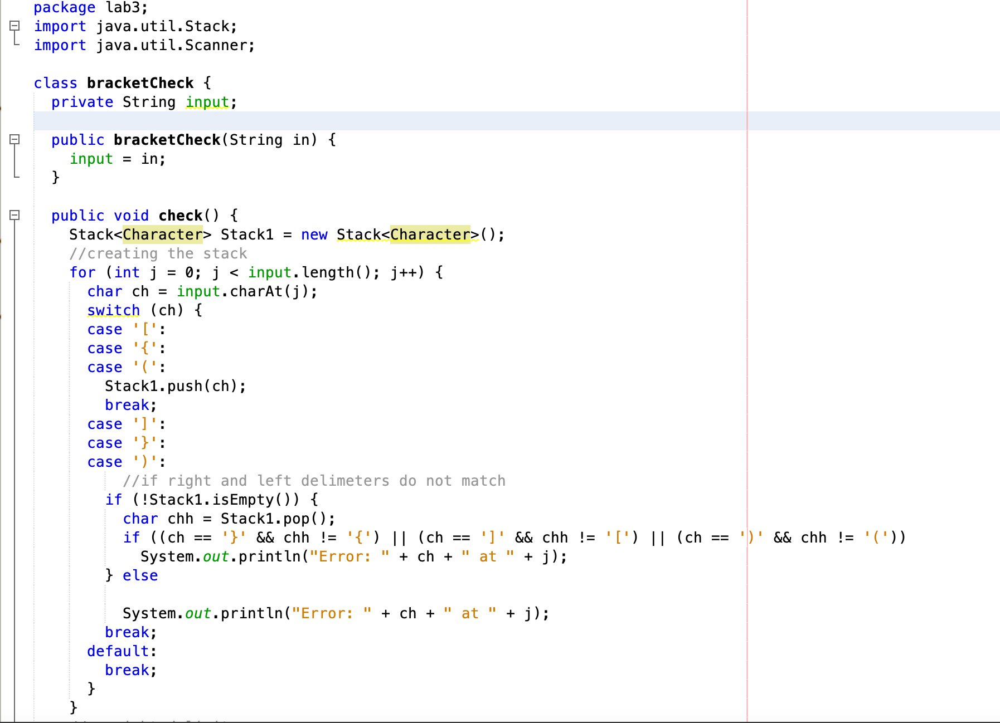 package lab3;
import java.util.Stack;
import java.util.Scanner;
class bracketCheck {
private String input;
public bracketCheck(String in) {
input = in;
}
public void check() {
Stack<Character> Stack1 = new Stack<Character>();
//creating the stack
for (int j = 0; j < input.length(); j++) {
char ch = input.charAt(j);
switch (ch) {
case '[':
case '{':
case '(':
Stack1.push(ch);
break;
case ']':
case '}':
case ')':
//if right and left delimeters do not match
if (!Stack1.isEmpty()) {
char chh = Stack1.pop();
if ((ch == '}' && chh != '{') || (ch == ']' && chh != '[') || (ch == ')' && chh != '('))
System.out.println("Error: " + ch + " at " + j);
} else
System.out.println("Error: " + ch + " at " + j);
break;
default:
break;
}
}